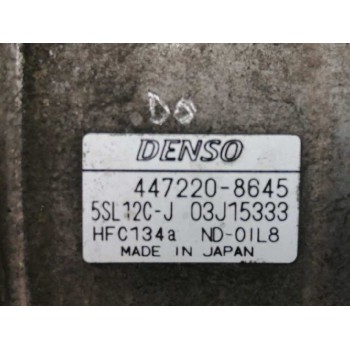 DENSO
447220-8645
5SL12C-J 03J15333
HFC134a ND-OIL8
MADE IN JAPAN